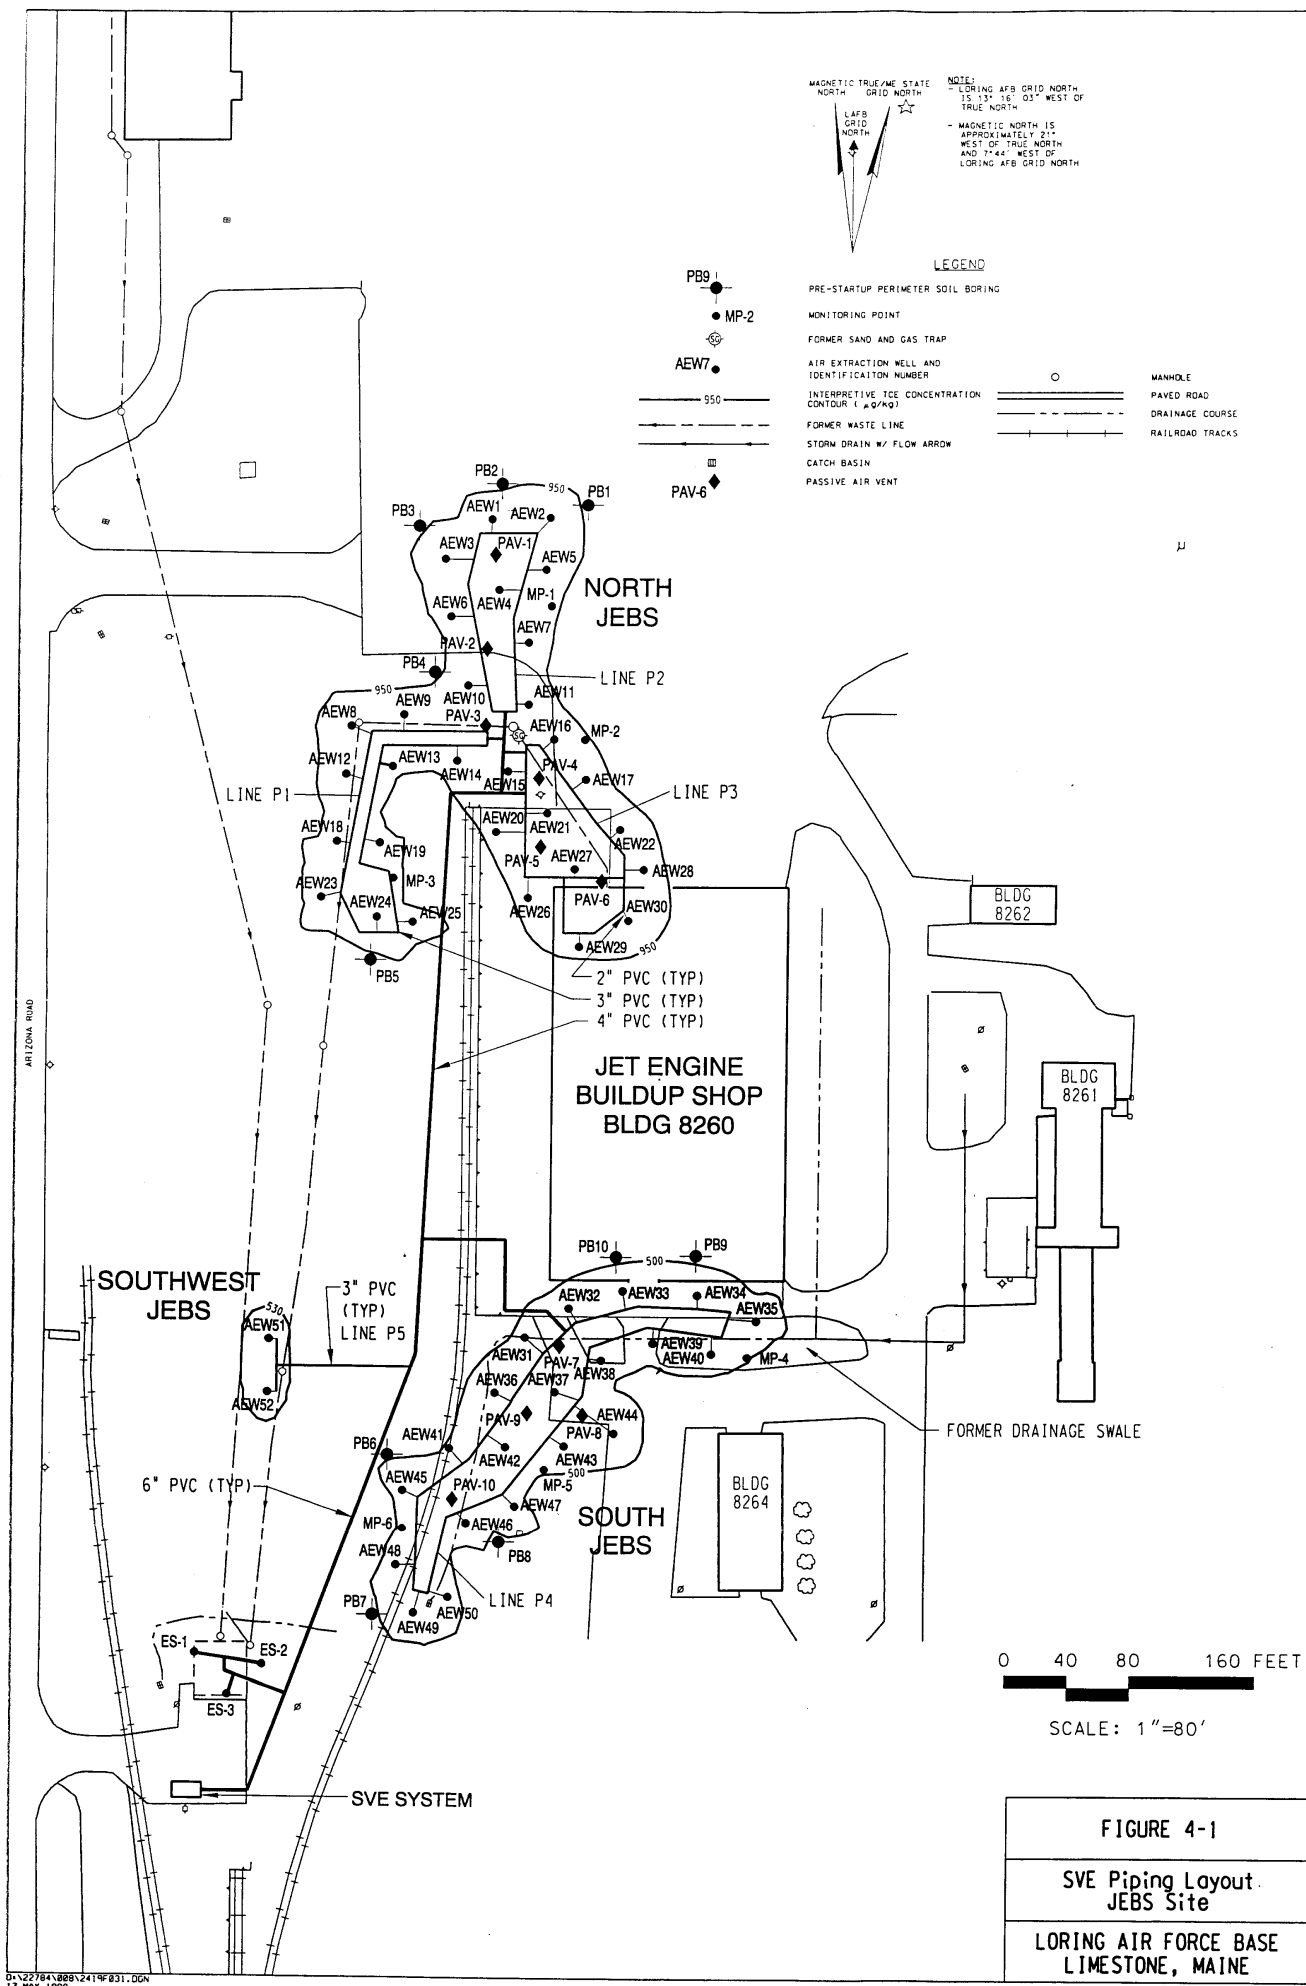 MAGNETIC
NORTH
TRUE/ME STATE
GRID NORTH
LAFB
GRID
NORTH
NOTE:
- LORING AFB GRID NORTH
IS 13° 16' 03" WEST OF
TRUE NORTH
- MAGNETIC NORTH IS
APPROXIMATELY 21°
WEST OF TRUE NORTH
AND 7°44' WEST OF
LORING AFB GRID NORTH
LEGEND
PB9
PRE-STARTUP PERIMETER SOIL BORING
MP-2
MONITORING POINT
SG
FORMER SAND AND GAS TRAP
AEW7
AIR EXTRACTION WELL AND
IDENTIFICAITON NUMBER
950
INTERPRETIVE TCE CONCENTRATION
CONTOUR ( µg/kg)
FORMER WASTE LINE
STORM DRAIN W/ FLOW ARROW
CATCH BASIN
PAV-6
PASSIVE AIR VENT
MANHOLE
PAVED ROAD
DRAINAGE COURSE
RAILROAD TRACKS
PB2
950
PB1
PB3
AEW1
AEW2
AEW3
PAV-1
AEW5
NORTH
JEBS
AEW4
MP-1
AEW6
AEW7
PAV-2
PB4
LINE P2
950
AEW10
AEW11
AEW9
AEW8
PAV-3
SG
AEW16
MP-2
AEW12
AEW13
AEW14
AEW15
PAV-4
AEW17
LINE P1
LINE P3
AEW18
AEW20
AEW21
AEW22
AEW19
PAV-5
AEW27
AEW28
AEW23
MP-3
PAV-6
AEW24
AEW25
AEW26
AEW30
AEW29
950
PB5
2" PVC (TYP)
3" PVC (TYP)
4" PVC (TYP)
BLDG
8262
ARIZONA ROAD
JET ENGINE
BUILDUP SHOP
BLDG 8260
BLDG
8261
PB10
PB9
500
SOUTHWEST
JEBS
3" PVC
(TYP)
LINE P5
530
AEW51
AEW52
AEW32
AEW33
AEW34
AEW35
AEW31
PAV-7
AEW38
AEW39
AEW40
MP-4
AEW36
AEW37
PAV-9
PAV-8
AEW44
FORMER DRAINAGE SWALE
PB6
AEW41
AEW42
AEW43
500
MP-5
6" PVC (TYP)
AEW45
PAV-10
AEW47
BLDG
8264
MP-6
AEW46
SOUTH
JEBS
AEW48
PB8
PB7
LINE P4
AEW50
AEW49
ES-1
ES-2
ES-3
0 40 80 160 FEET
SCALE: 1"=80'
SVE SYSTEM
FIGURE 4-1
SVE Piping Layout
JEBS Site
LORING AIR FORCE BASE
LIMESTONE, MAINE
D:\22784\008\2419F031.DGN